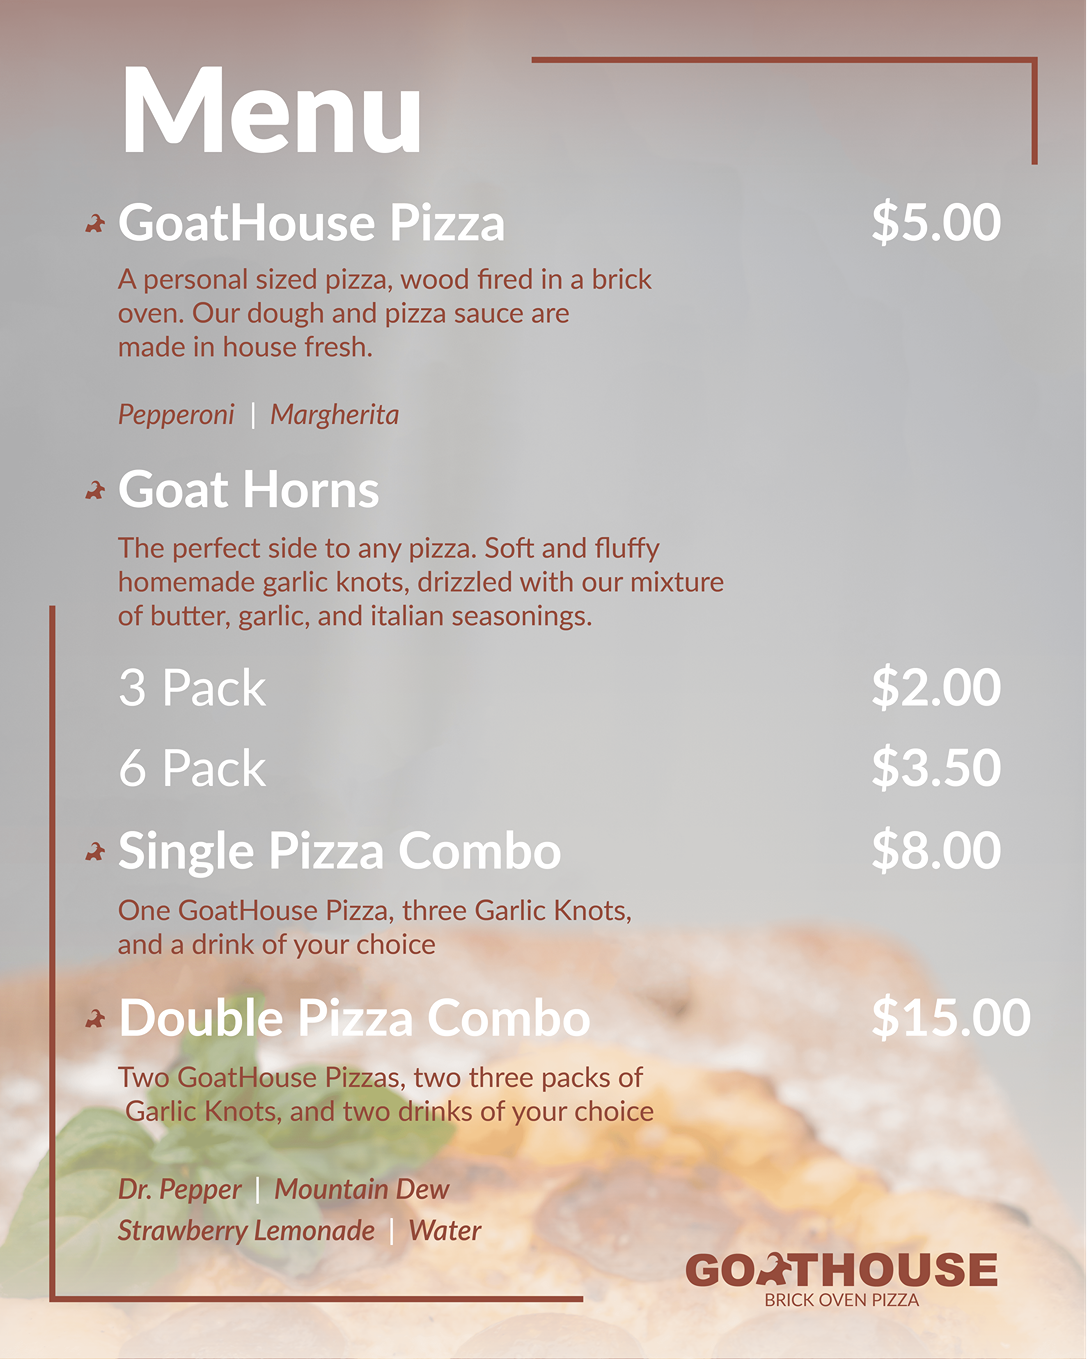 Menu
GoatHouse Pizza $5.00
A personal sized pizza, wood fired in a brick
oven. Our dough and pizza sauce are
made in house fresh.
Pepperoni | Margherita
Goat Horns
The perfect side to any pizza. Soft and fluffy
homemade garlic knots, drizzled with our mixture
of butter, garlic, and italian seasonings.
3 Pack $2.00
6 Pack $3.50
Single Pizza Combo $8.00
One GoatHouse Pizza, three Garlic Knots,
and a drink of your choice
Double Pizza Combo $15.00
Two GoatHouse Pizzas, two three packs of
Garlic Knots, and two drinks of your choice
Dr. Pepper | Mountain Dew
Strawberry Lemonade | Water
GOATHOUSE
BRICK OVEN PIZZA